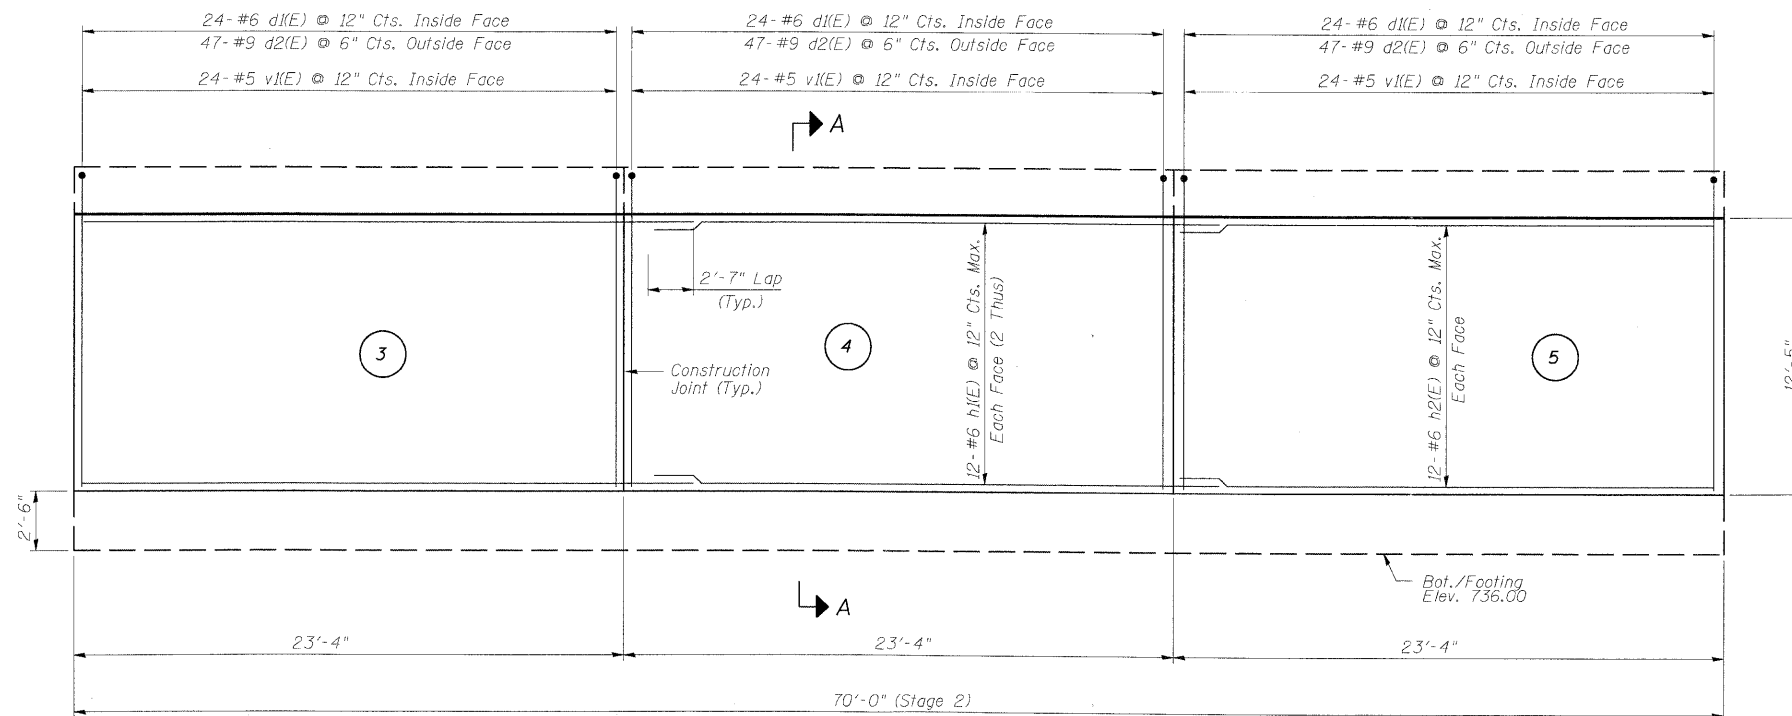 24-#6 d1(E) @ 12" Cts. Inside Face
47-#9 d2(E) @ 6" Cts. Outside Face
24-#5 v1(E) @ 12" Cts. Inside Face
24-#6 d1(E) @ 12" Cts. Inside Face
47-#9 d2(E) @ 6" Cts. Outside Face
24-#5 v1(E) @ 12" Cts. Inside Face
24-#6 d1(E) @ 12" Cts. Inside Face
47-#9 d2(E) @ 6" Cts. Outside Face
24-#5 v1(E) @ 12" Cts. Inside Face
A
2'-7" Lap
(Typ.)
3
4
5
Construction
Joint (Typ.)
12-#6 h1(E) @ 12" Cts. Max.
Each Face (2 Thus)
12-#6 h2(E) @ 12" Cts. Max.
Each Face
2'-6"
Bot./Footing
Elev. 736.00
A
23'-4"
23'-4"
23'-4"
70'-0" (Stage 2)